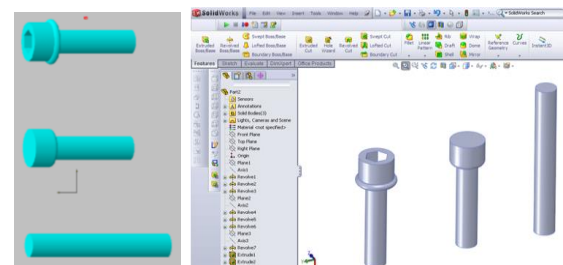 SolidWorks
File Edit View Insert Tools Window Help
SolidWorks Search
Extruded Boss/Base
Revolved Boss/Base
Swept Boss/Base
Lofted Boss/Base
Boundary Boss/Base
Extruded Cut
Hole Wizard
Revolved Cut
Swept Cut
Lofted Cut
Boundary Cut
Fillet
Linear Pattern
Rib
Draft
Shell
Wrap
Dome
Mirror
Reference Geometry
Curves
Instant3D
Features Sketch Evaluate DimXpert Office Products
Part2
Sensors
Annotations
Solid Bodies(3)
Lights, Cameras and Scene
Material <not specified>
Front Plane
Top Plane
Right Plane
Origin
Plane1
Axis1
Revolve1
Revolve2
Revolve3
Plane2
Axis2
Revolve4
Revolve5
Revolve6
Plane3
Axis3
Revolve7
Extrude1
Extrude2